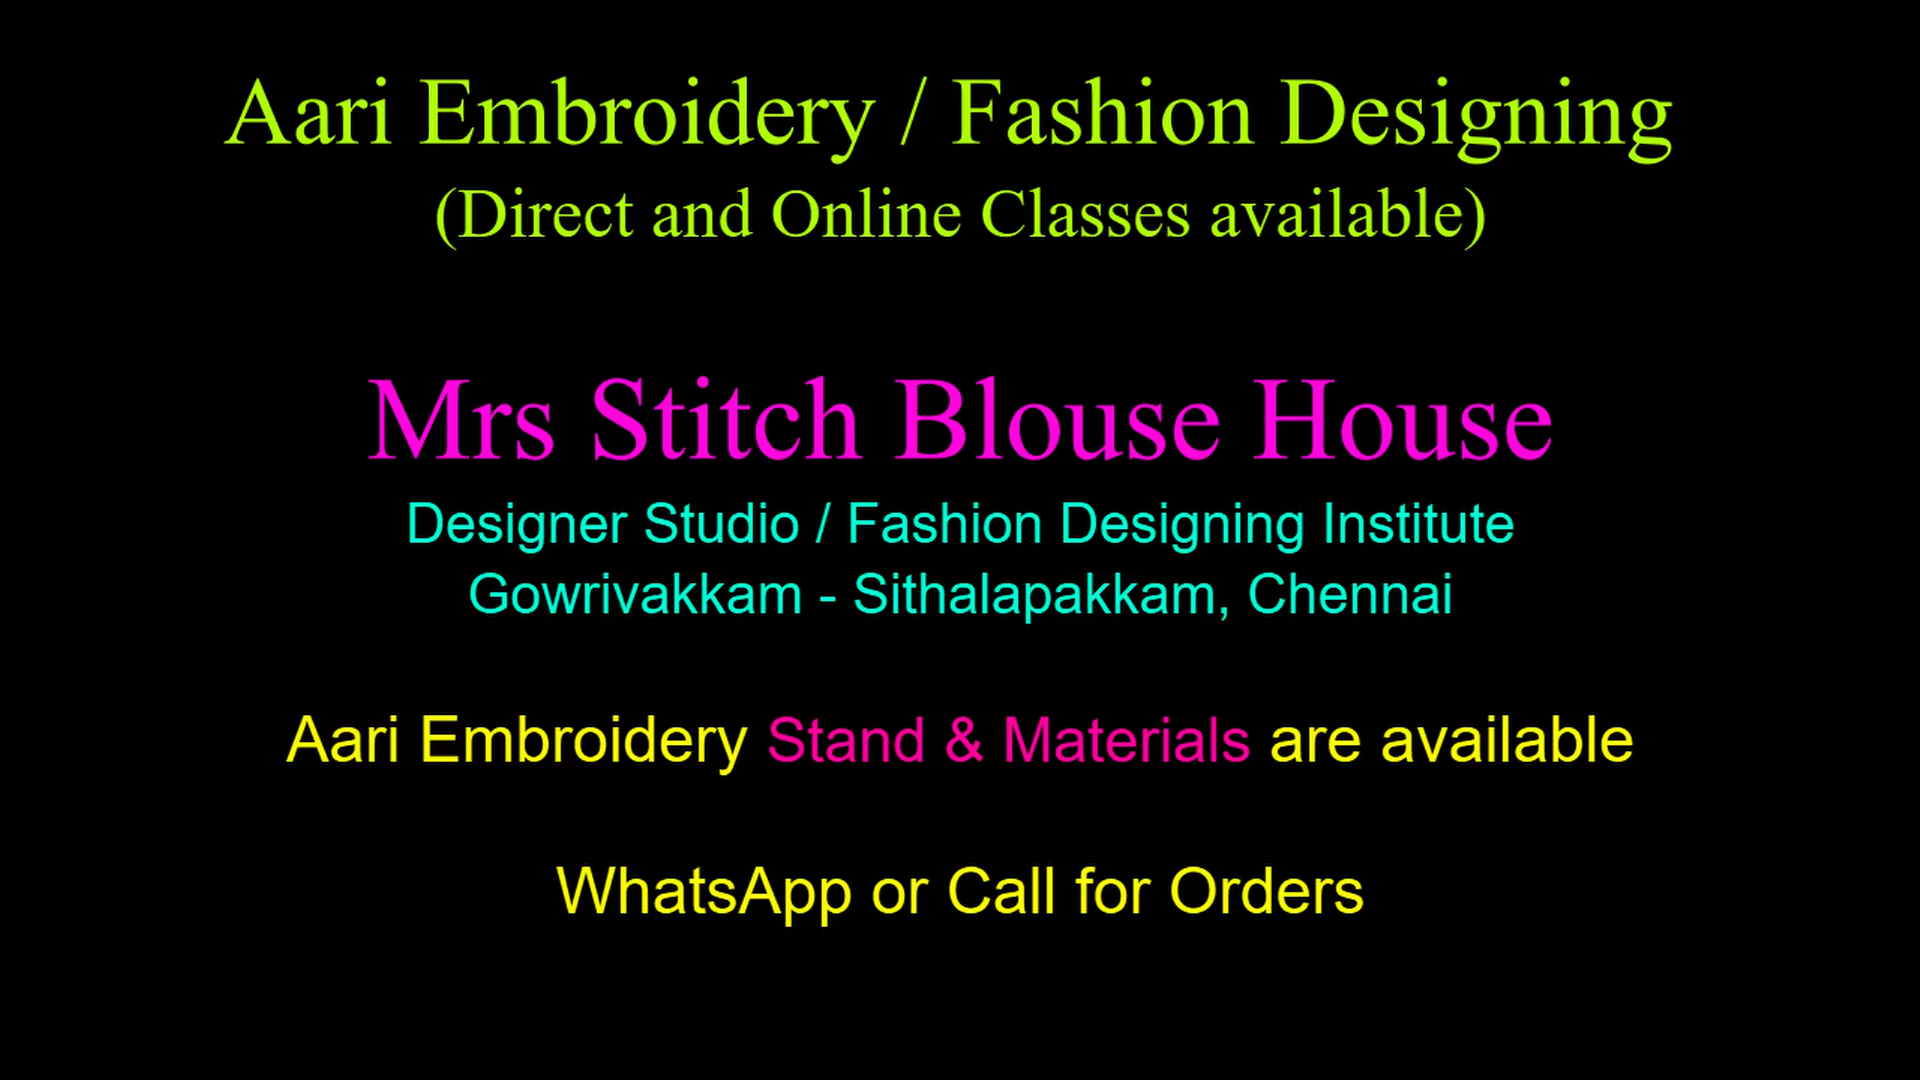 Aari Embroidery / Fashion Designing
(Direct and Online Classes available)
Mrs Stitch Blouse House
Designer Studio / Fashion Designing Institute
Gowrivakkam - Sithalapakkam, Chennai
Aari Embroidery Stand & Materials are available
WhatsApp or Call for Orders